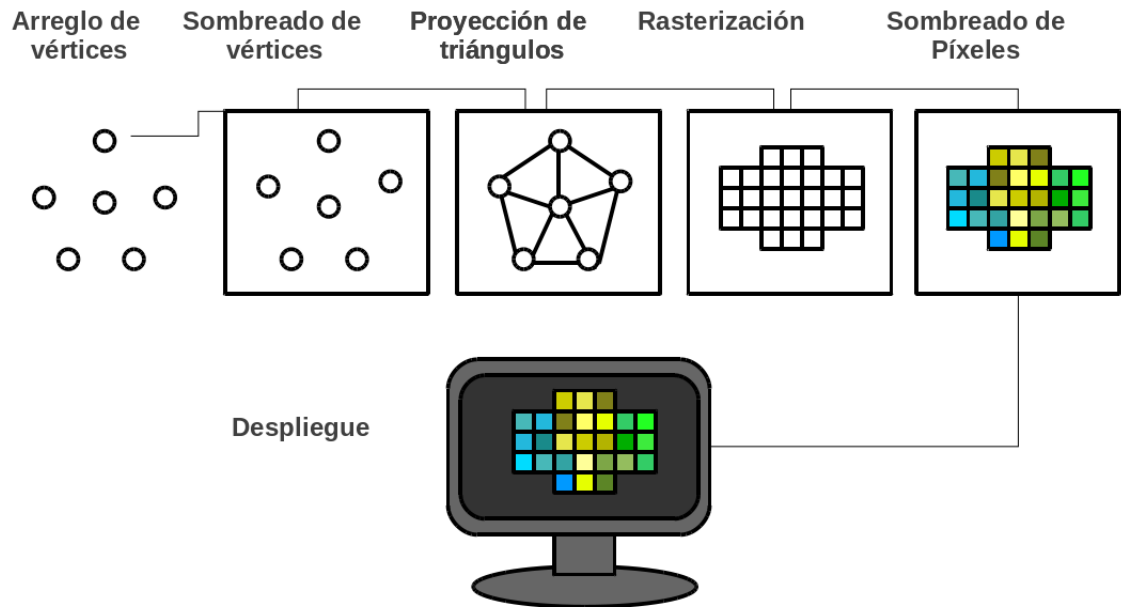 Arreglo de
vértices
Sombreado de
vértices
Proyección de
triángulos
Rasterización
Sombreado de
Píxeles
Despliegue